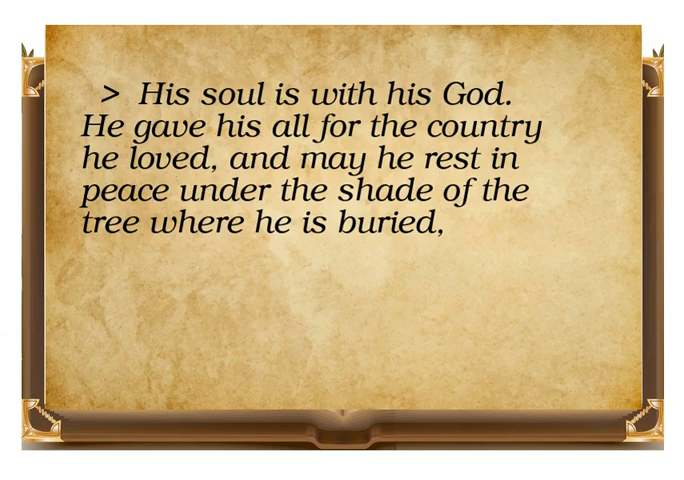 > His soul is with his God.
He gave his all for the country
he loved, and may he rest in
peace under the shade of the
tree where he is buried,